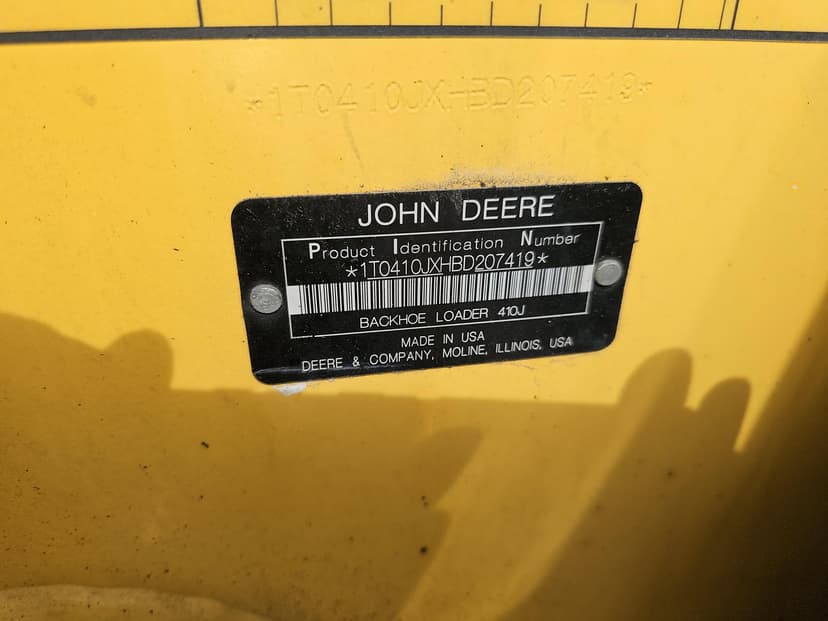 *1T0410JXHBD207419*
JOHN DEERE
Product Identification Number
*1T0410JXHBD207419*
BACKHOE LOADER 410J
MADE IN USA
DEERE & COMPANY, MOLINE, ILLINOIS, USA